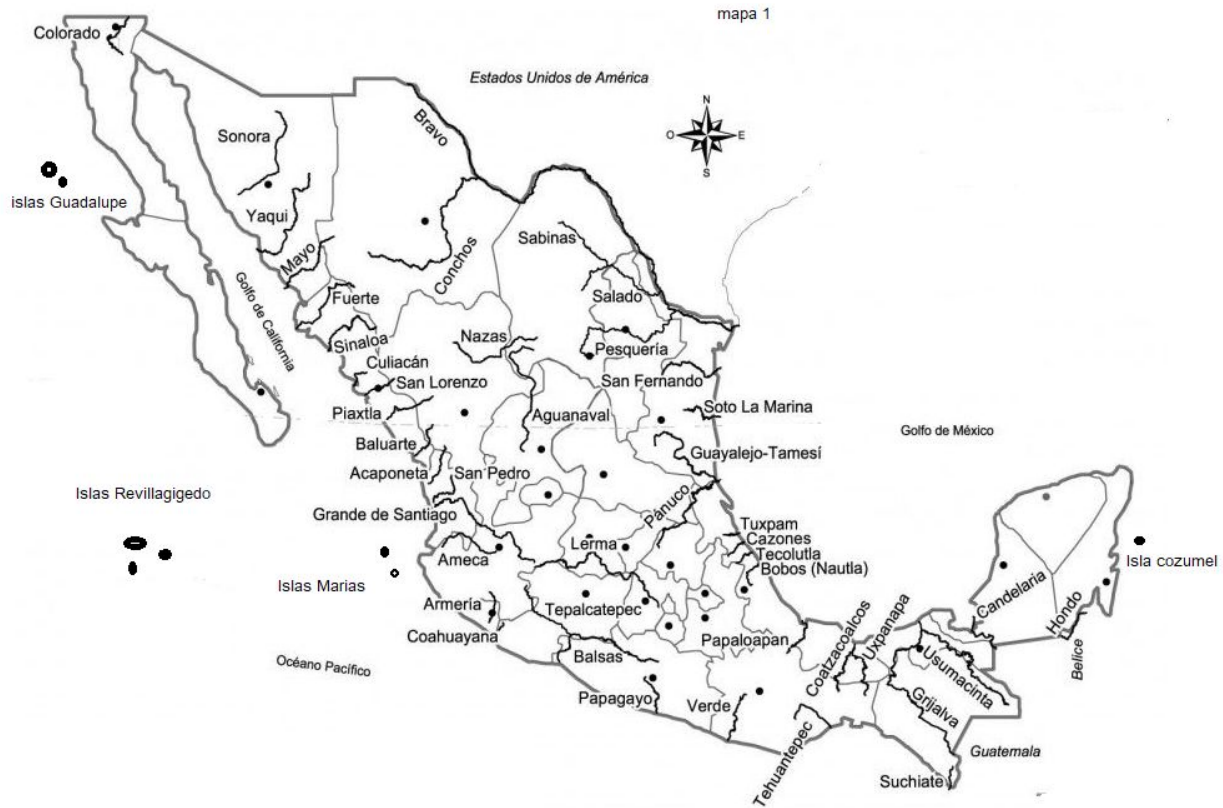 mapa 1
Colorado
Estados Unidos de América
N
O
E
S
Bravo
Sonora
islas Guadalupe
Yaqui
Mayo
Conchos
Sabinas
Golfo de California
Fuerte
Salado
Sinaloa
Nazas
Pesquería
Culiacán
San Lorenzo
San Fernando
Piaxtla
Aguanaval
Soto La Marina
Golfo de México
Baluarte
Guayalejo-Tamesí
Acaponeta
San Pedro
Islas Revillagigedo
Grande de Santiago
Pánuco
Tuxpam
Cazones
Tecolutla
Bobos (Nautla)
Ameca
Lerma
Isla cozumel
Islas Marias
Candelaria
Hondo
Armería
Tepalcatepec
Coahuayana
Papaloapan
Coatzacoalcos
Uxpanapa
Usumacinta
Belice
Océano Pacífico
Balsas
Papagayo
Verde
Grijalva
Tehuantepec
Guatemala
Suchiate